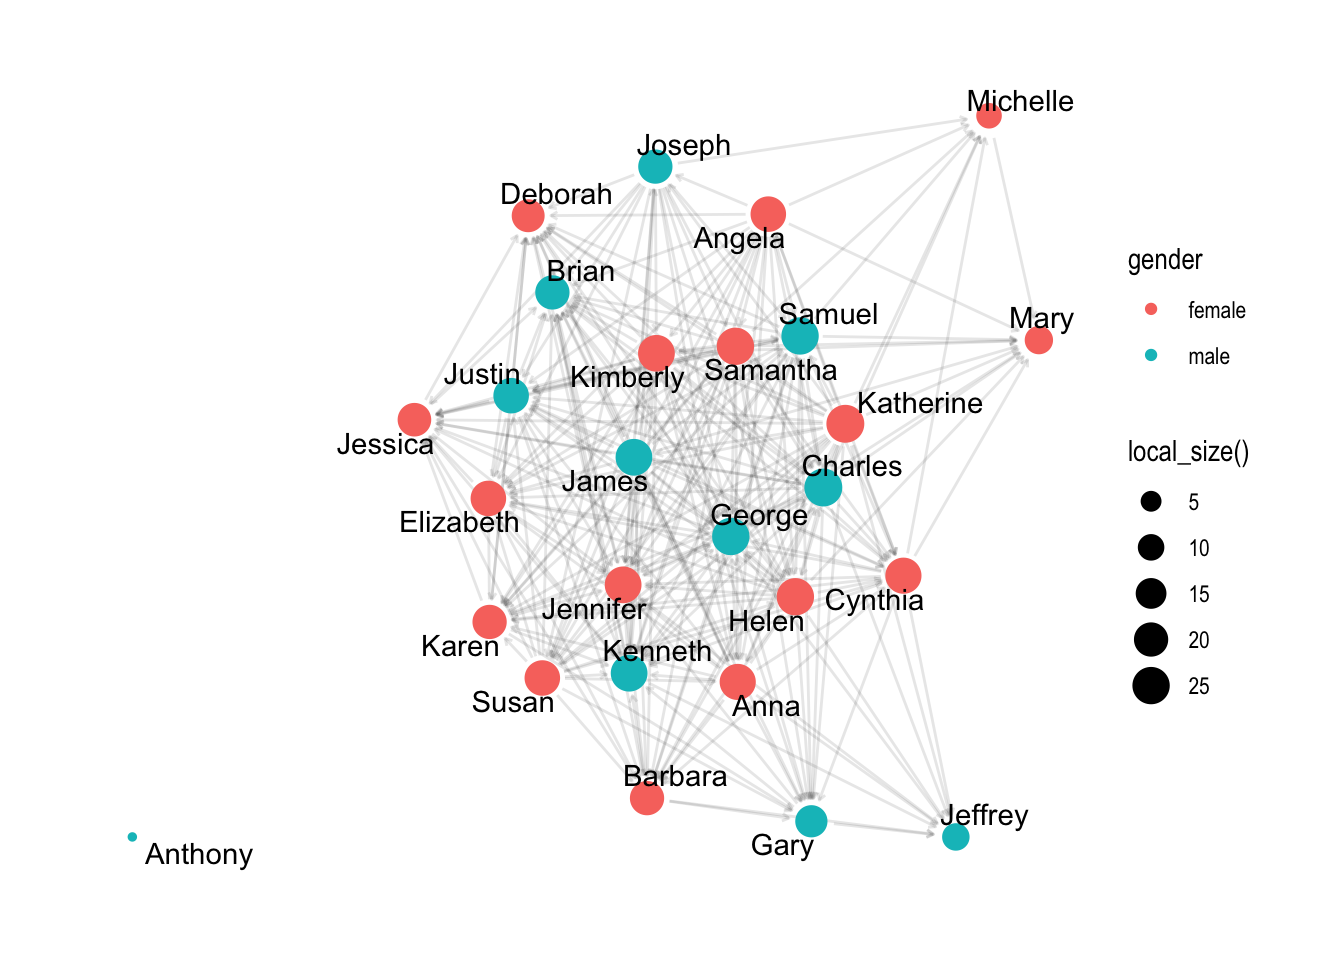 Michelle
Joseph
Deborah
Angela
Brian
gender
female
Samuel
Mary
male
Justin
Kimberly
Samantha
Katherine
Jessica
local_size()
Charles
James
5
George
Elizabeth
10
15
Jennifer
Cynthia
Helen
Karen
20
Kenneth
25
Susan
Anna
Barbara
Jeffrey
Gary
Anthony